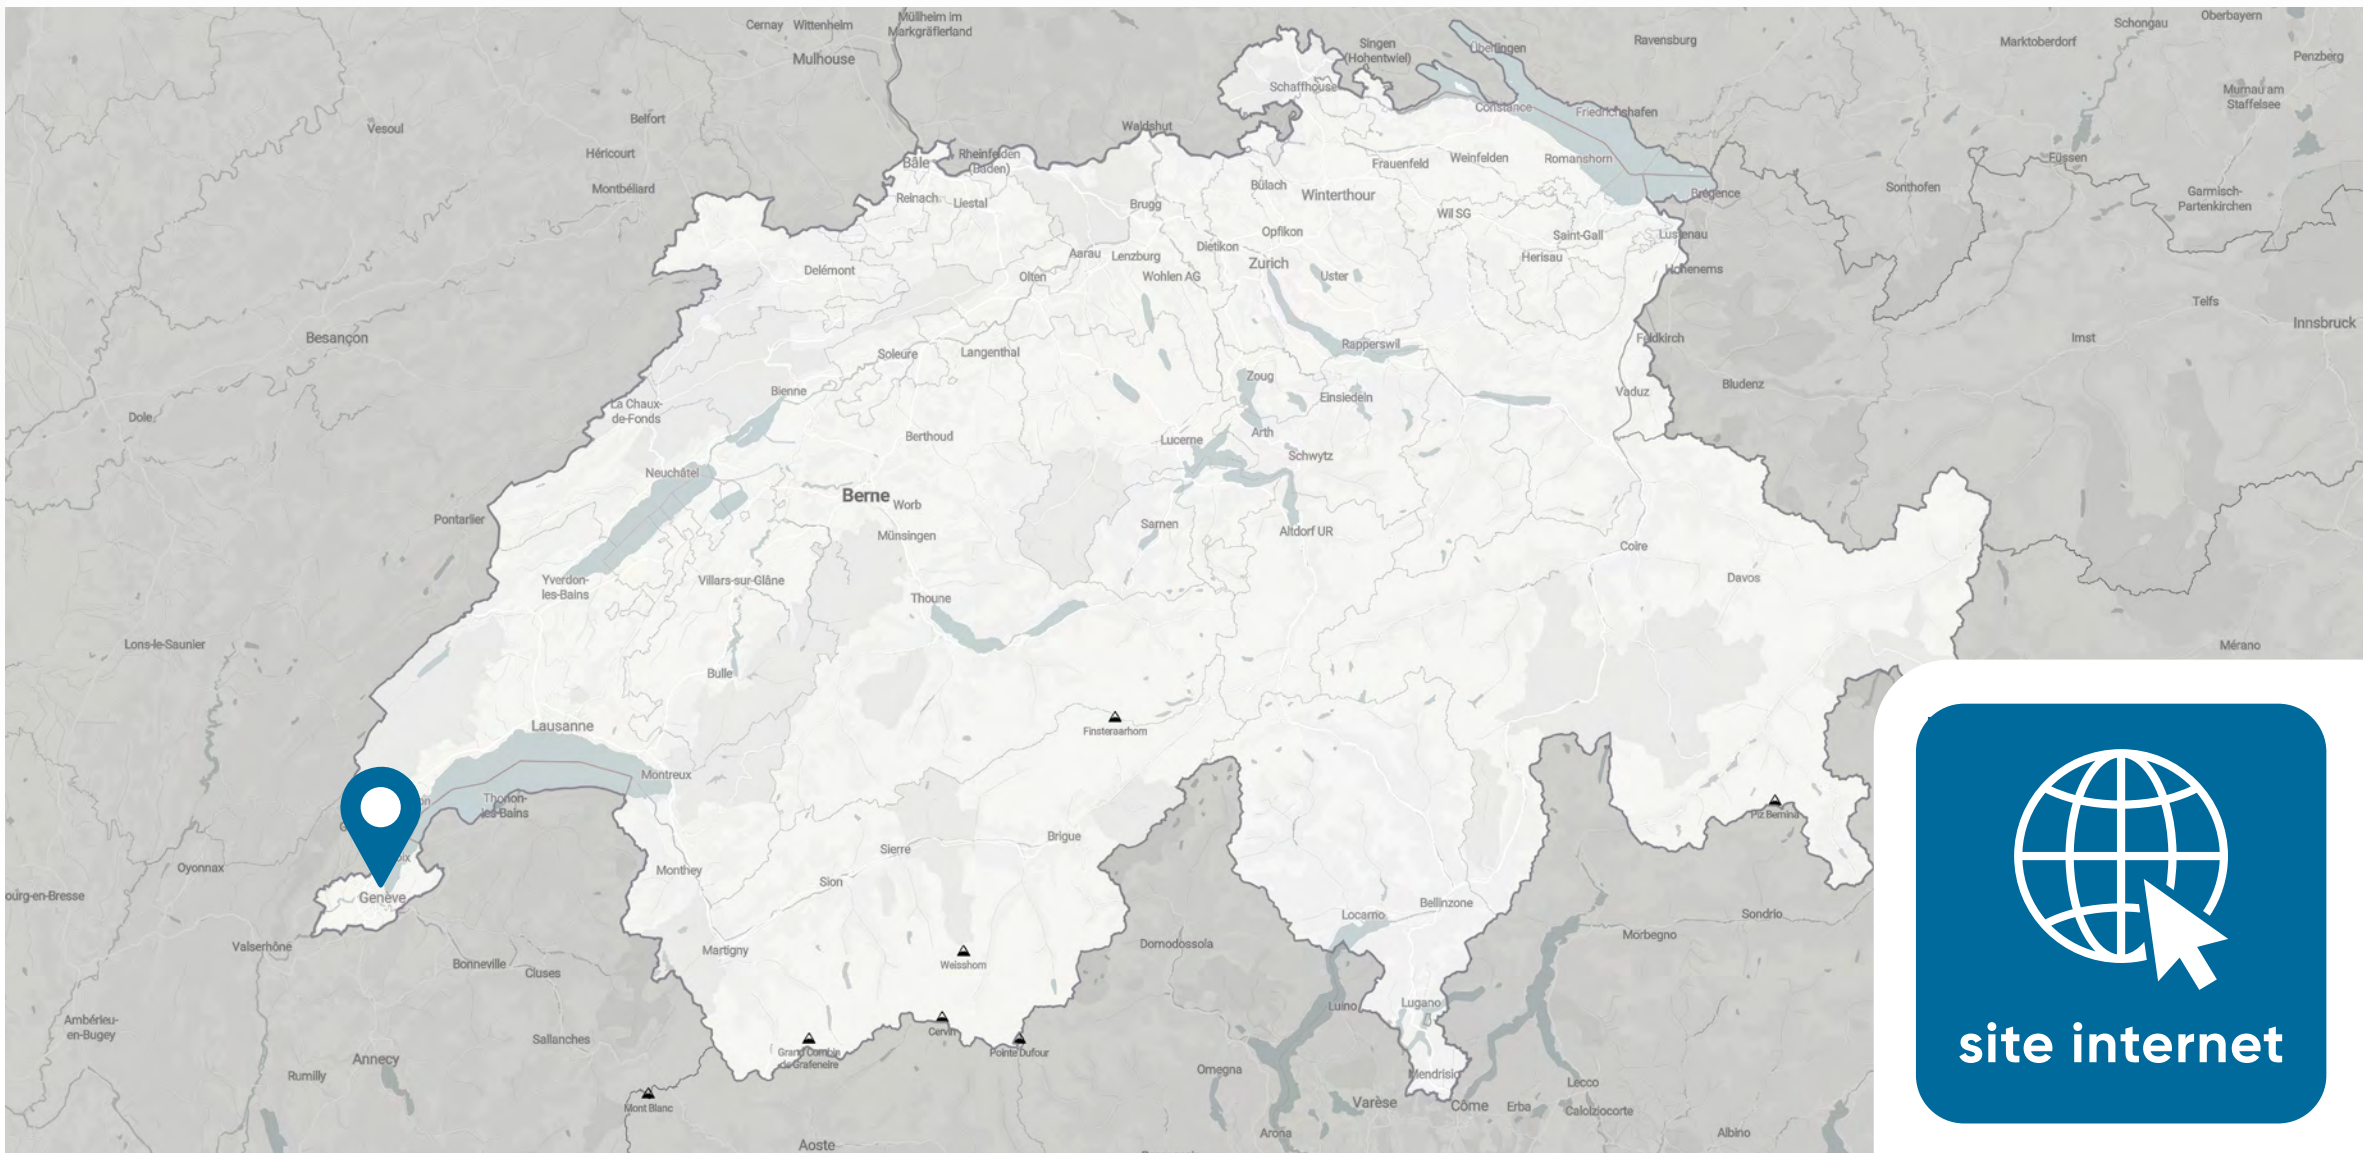 Cernay
Wittenheim
Müllheim im
Markgräflerland
Mulhouse
Singen
(Hohentwiel)
Überlingen
Ravensburg
Marktoberdorf
Schongau
Oberbayern
Penzberg
Murnau am
Staffelsee
Vesoul
Belfort
Schaffhouse
Constance
Friedrichshafen
Waldshut
Héricourt
Bâle
Rheinfelden
(Baden)
Frauenfeld
Weinfelden
Romanshorn
Füssen
Montbéliard
Reinach
Liestal
Brugg
Bülach
Winterthour
Brégence
Sonthofen
Garmisch-
Partenkirchen
Wil SG
Opfikon
Saint-Gall
Lustenau
Delémont
Aarau
Lenzburg
Dietikon
Zurich
Herisau
Hohenems
Olten
Wohlen AG
Uster
Telfs
Besançon
Soleure
Langenthal
Rapperswil
Feldkirch
Imst
Innsbruck
Bienne
Zoug
Einsiedeln
Vaduz
Bludenz
La Chaux-
de-Fonds
Dole
Berthoud
Lucerne
Arth
Schwytz
Neuchâtel
Berne
Worb
Pontarlier
Münsingen
Sarnen
Altdorf UR
Coire
Yverdon-
les-Bains
Villars-sur-Glâne
Davos
Thoune
Lons-le-Saunier
Mérano
Bulle
Lausanne
Finsteraarhorn
Montreux
Thonon-
les-Bains
Piz Bernina
Oyonnax
Sierre
Brigue
Monthey
Sion
ourg-en-Bresse
Genève
Bellinzone
Locarno
Sondrio
Valserhône
Martigny
Domodossola
Morbegno
Bonneville
Cluses
Weisshorn
Luino
Lugano
Ambérieu-
en-Bugey
Sallanches
Cervin
Grand Combin
de Grafeneire
Pointe Dufour
Annecy
Rumilly
Omegna
Mendrisio
Lecco
Mont Blanc
Varèse
Côme
Erba
Calolziocorte
Aoste
Arona
Albino
site internet